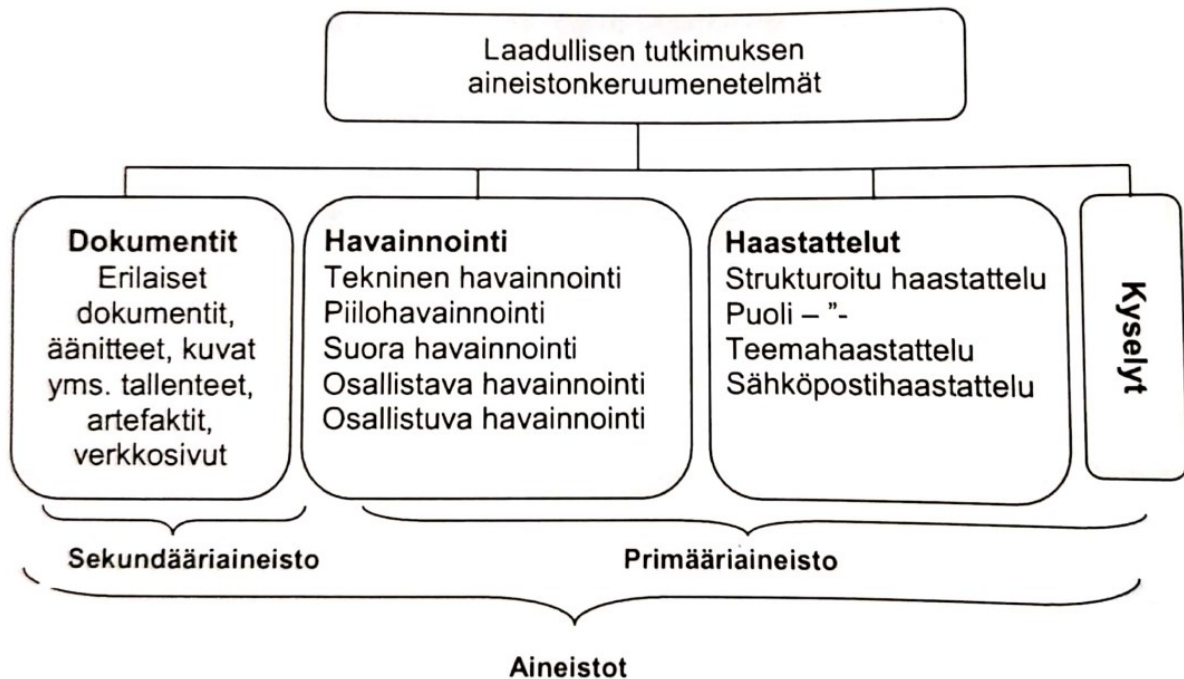 Laadullisen tutkimuksen
aineistonkeruumenetelmät
Dokumentit
Erilaiset
dokumentit,
äänitteet, kuvat
yms. tallenteet,
artefaktit,
verkkosivut
Havainnointi
Tekninen havainnointi
Piilohavainnointi
Suora havainnointi
Osallistava havainnointi
Osallistuva havainnointi
Haastattelut
Strukturoitu haastattelu
Puoli – ”-
Teemahaastattelu
Sähköpostihaastattelu
Kyselyt
Sekundääriaineisto
Primääriaineisto
Aineistot